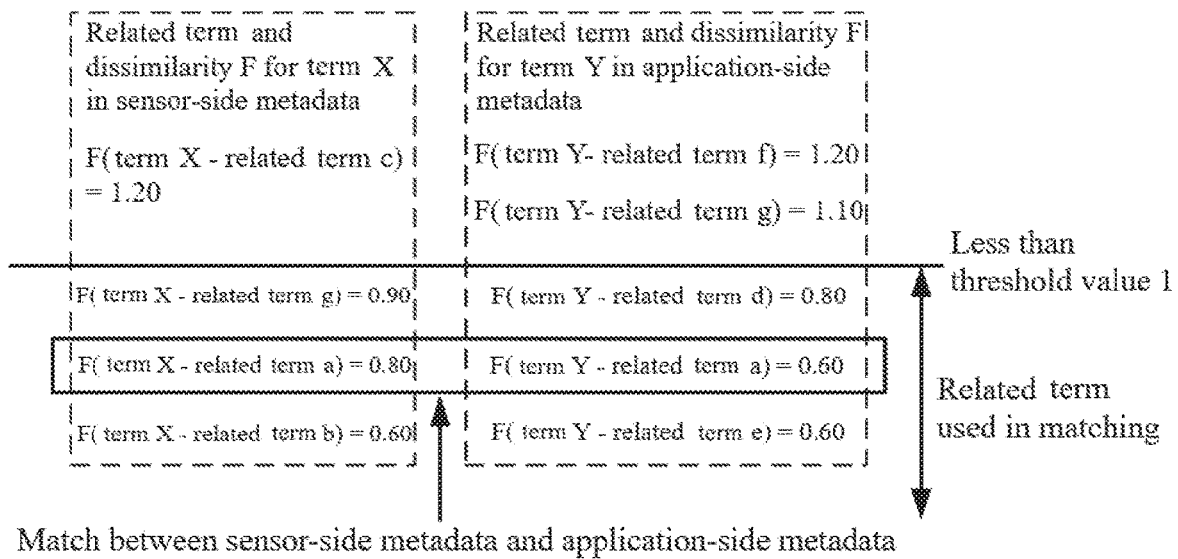 Related term and
dissimilarity F for term X
in sensor-side metadata
F(term X - related term c)
= 1.20
Related term and dissimilarity F
for term Y in application-side
metadata
F(term Y- related term f) = 1.20
F(term Y- related term g) = 1.10
Less than
threshold value 1
F( term X - related term g) = 0.90
F( term Y - related term d) = 0.80
F( term X - related term a) = 0.80
F( term Y - related term a) = 0.60
F( term X - related term b) = 0.60
F( term Y - related term e) = 0.60
Related term
used in matching
Match between sensor-side metadata and application-side metadata